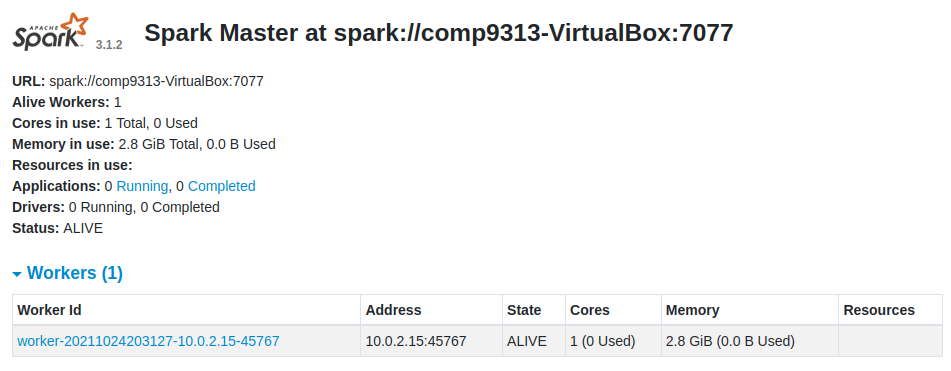 APACHE
Spark 3.1.2 Spark Master at spark://comp9313-VirtualBox:7077
URL: spark://comp9313-VirtualBox:7077
Alive Workers: 1
Cores in use: 1 Total, 0 Used
Memory in use: 2.8 GiB Total, 0.0 B Used
Resources in use:
Applications: 0 Running, 0 Completed
Drivers: 0 Running, 0 Completed
Status: ALIVE
Workers (1)
Worker Id Address State Cores Memory Resources
worker-20211024203127-10.0.2.15-45767 10.0.2.15:45767 ALIVE 1 (0 Used) 2.8 GiB (0.0 B Used)